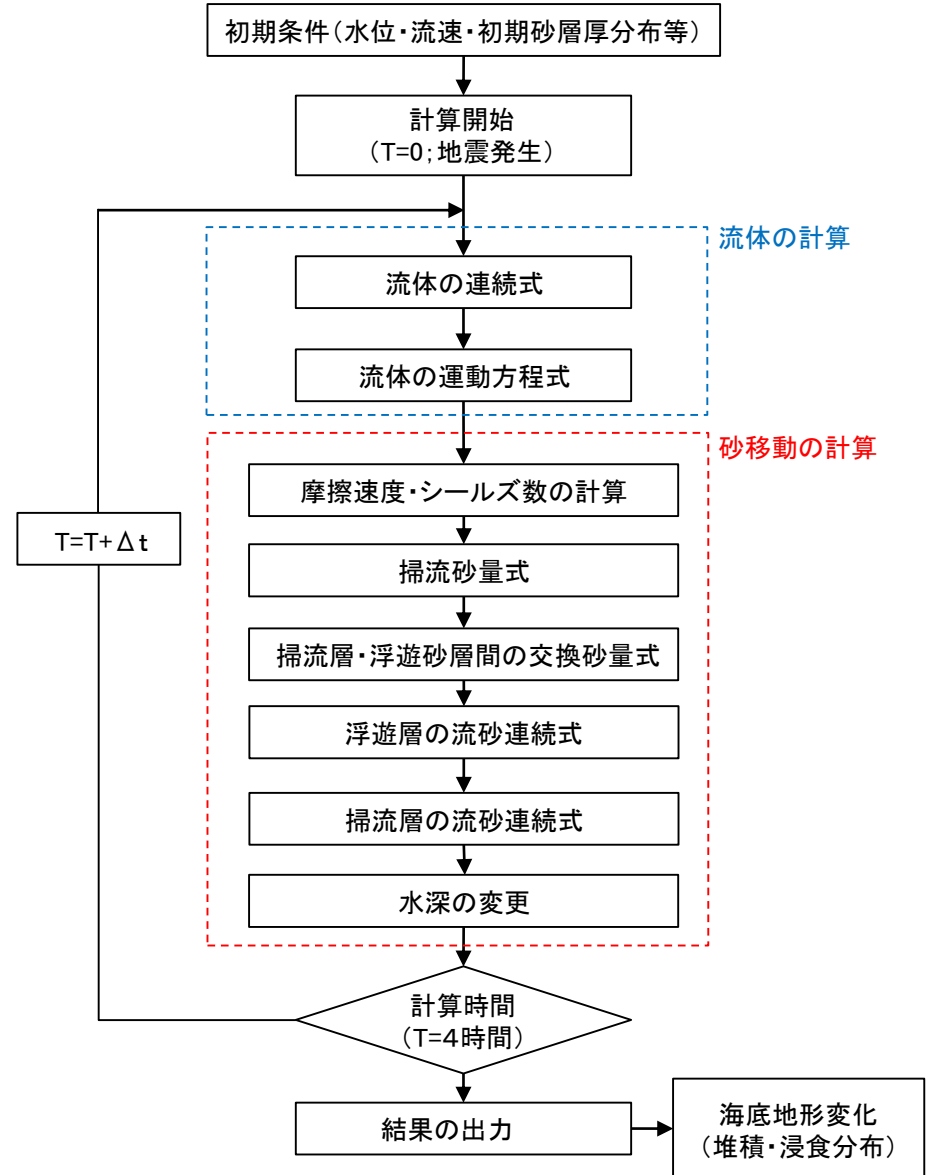 初期条件(水位・流速・初期砂層厚分布等)
計算開始
(T=0;地震発生)
流体の計算
流体の連続式
流体の運動方程式
砂移動の計算
摩擦速度・シールズ数の計算
T=T+Δt
掃流砂量式
掃流層・浮遊砂層間の交換砂量式
浮遊層の流砂連続式
掃流層の流砂連続式
水深の変更
計算時間
(T=4時間)
結果の出力
海底地形変化
(堆積・浸食分布)